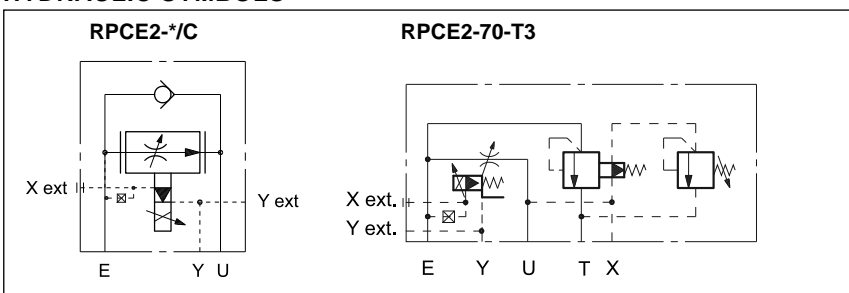 HYDRAULIC SYMBOLS
RPCE2-*/C
RPCE2-70-T3
X ext
Y ext
E Y U
X ext.
Y ext.
E Y U T X